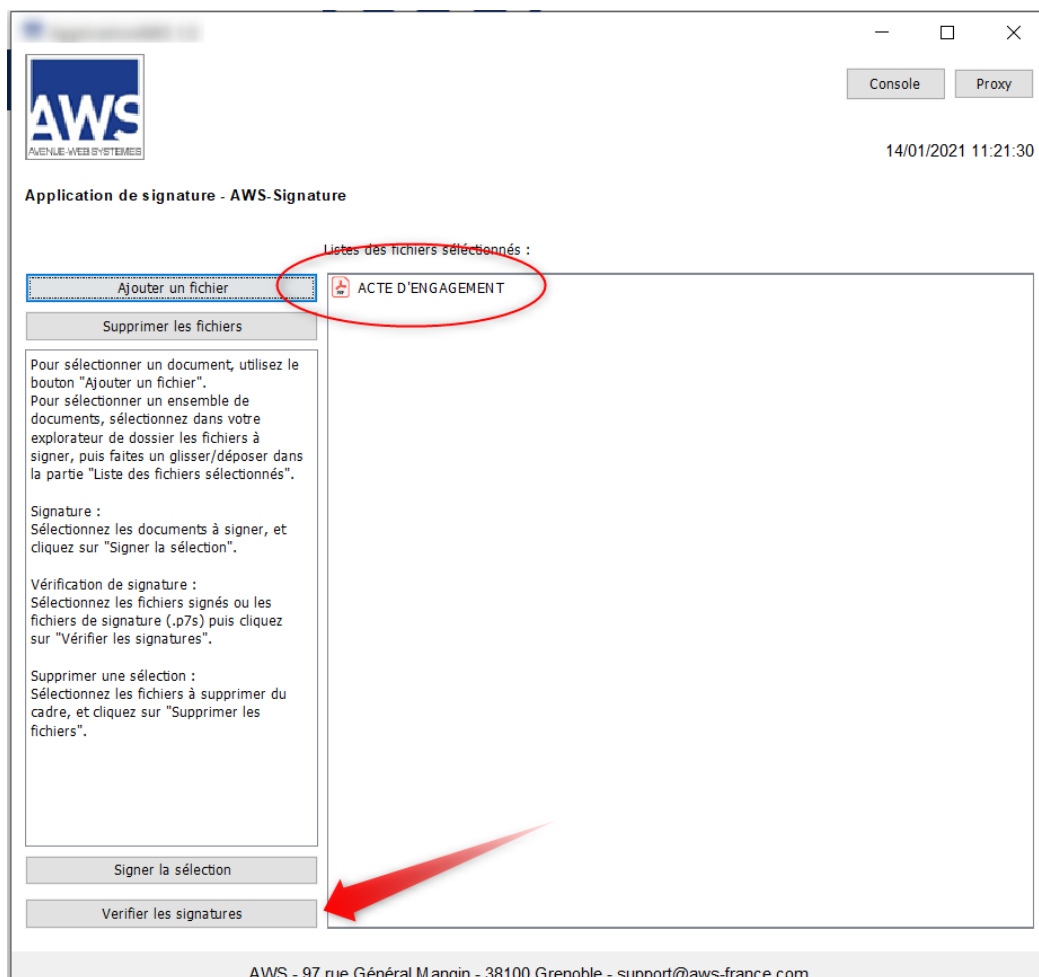 Console
Proxy
AWS
AVENUE-WEB SYSTEMES
14/01/2021 11:21:30
Application de signature - AWS-Signature
Listes des fichiers séléctionnés :
Ajouter un fichier
ACTE D'ENGAGEMENT
Supprimer les fichiers
Pour sélectionner un document, utilisez le
bouton "Ajouter un fichier".
Pour sélectionner un ensemble de
documents, sélectionnez dans votre
explorateur de dossier les fichiers à
signer, puis faites un glisser/déposer dans
la partie "Liste des fichiers sélectionnés".
Signature :
Sélectionnez les documents à signer, et
cliquez sur "Signer la sélection".
Vérification de signature :
Sélectionnez les fichiers signés ou les
fichiers de signature (.p7s) puis cliquez
sur "Vérifier les signatures".
Supprimer une sélection :
Sélectionnez les fichiers à supprimer du
cadre, et cliquez sur "Supprimer les
fichiers".
Signer la sélection
Verifier les signatures
AWS - 97 rue Général Mangin - 38100 Grenoble - support@aws-france.com